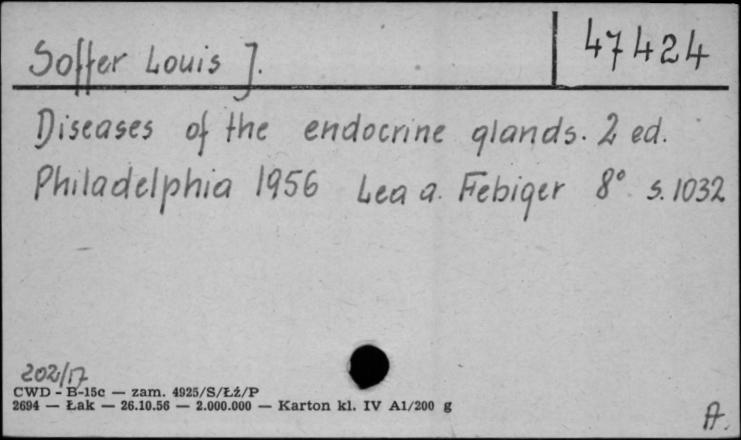 Soffer Louis J.
47424
Diseases of the endocrine glands. 2 ed.
Philadelphia 1956 Lea a. Febiger 8° s. 1032
202/17
CWD - B-15c — zam. 4925/S/Łż/P
2694 — Łak — 26.10.56 — 2.000.000 — Karton kl. IV A1/200 g
A.